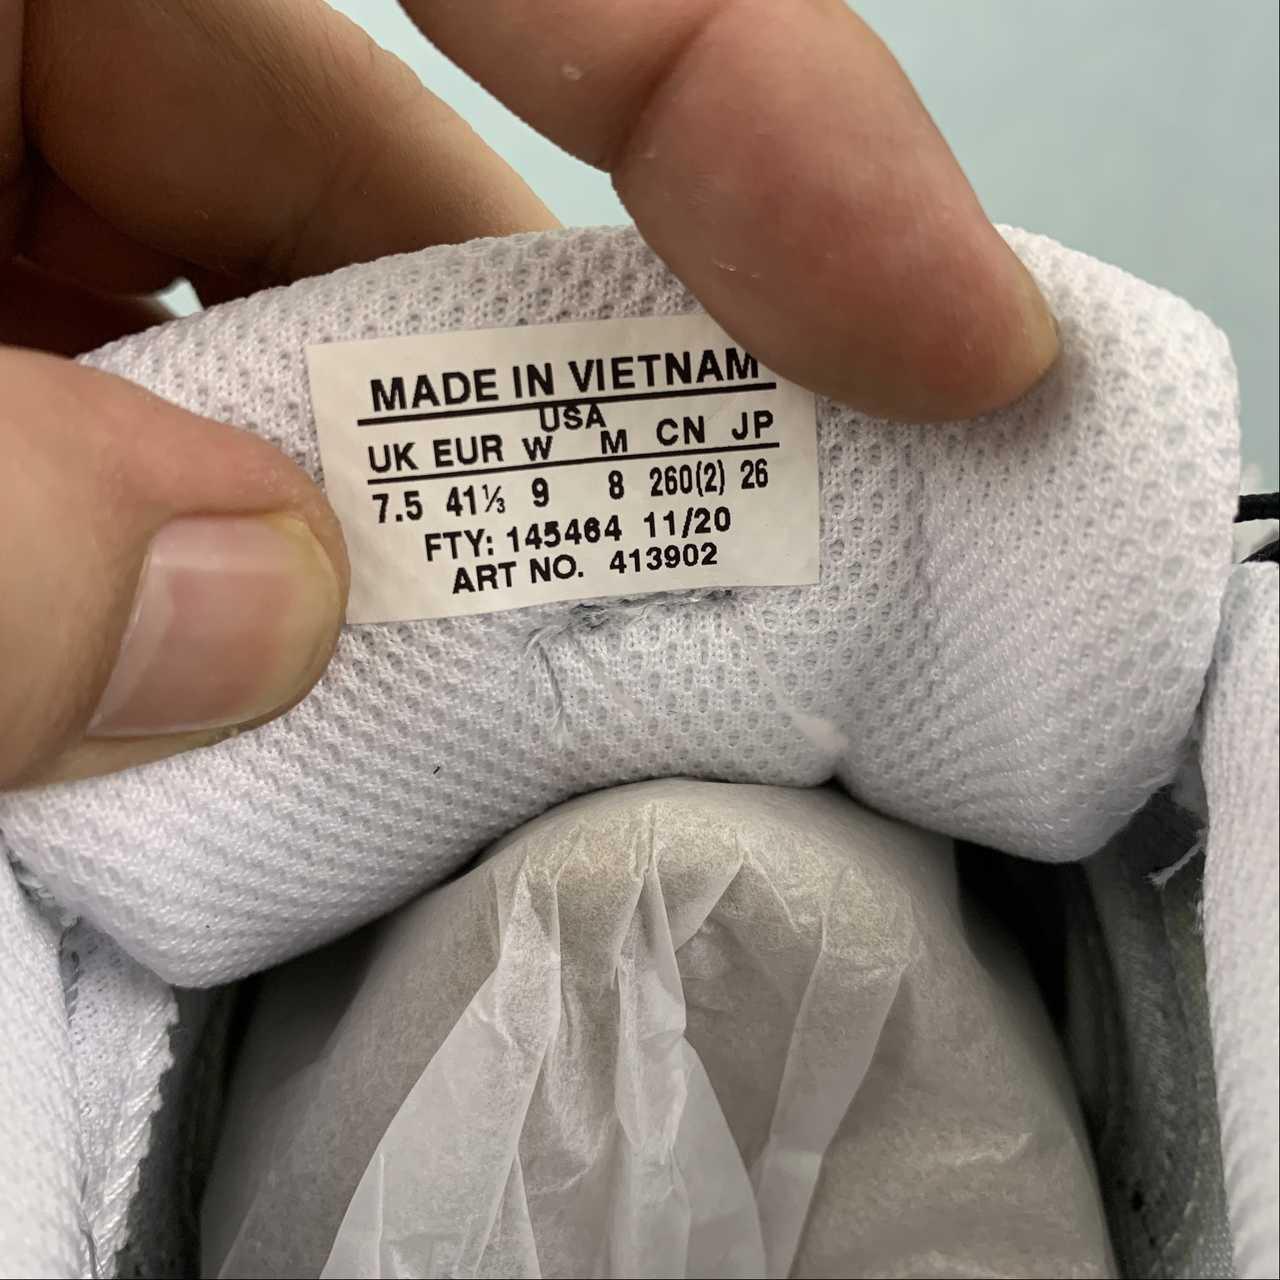 MADE IN VIETNAM
USA
UK EUR W M CN JP
7.5 41⅓ 9 8 260(2) 26
FTY: 145464 11/20
ART NO. 413902